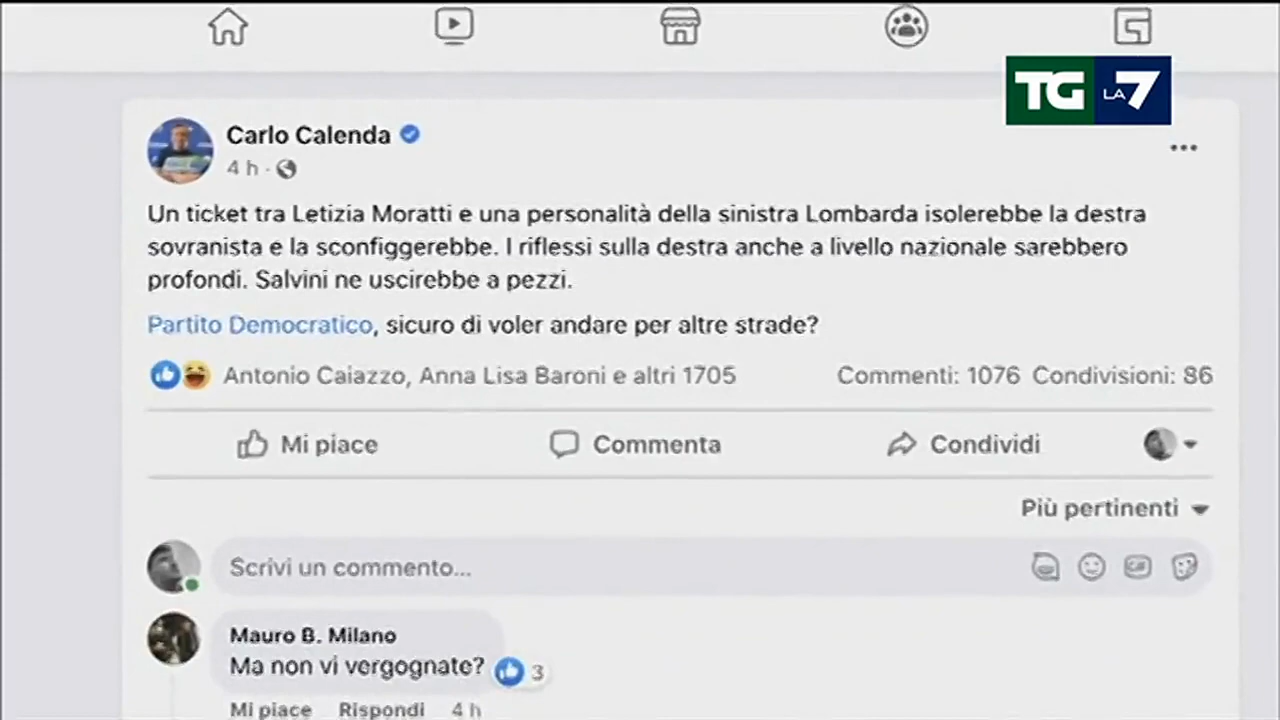 TG LA 7
Carlo Calenda
4 h ·
Un ticket tra Letizia Moratti e una personalità della sinistra Lombarda isolerebbe la destra
sovranista e la sconfiggerebbe. I riflessi sulla destra anche a livello nazionale sarebbero
profondi. Salvini ne uscirebbe a pezzi.
Partito Democratico, sicuro di voler andare per altre strade?
Antonio Caiazzo, Anna Lisa Baroni e altri 1705 Commenti: 1076 Condivisioni: 86
Mi piace Commenta Condividi
Più pertinenti
Scrivi un commento... GIF
Mauro B. Milano
Ma non vi vergognate? 3
Mi piace Rispondi 4 h